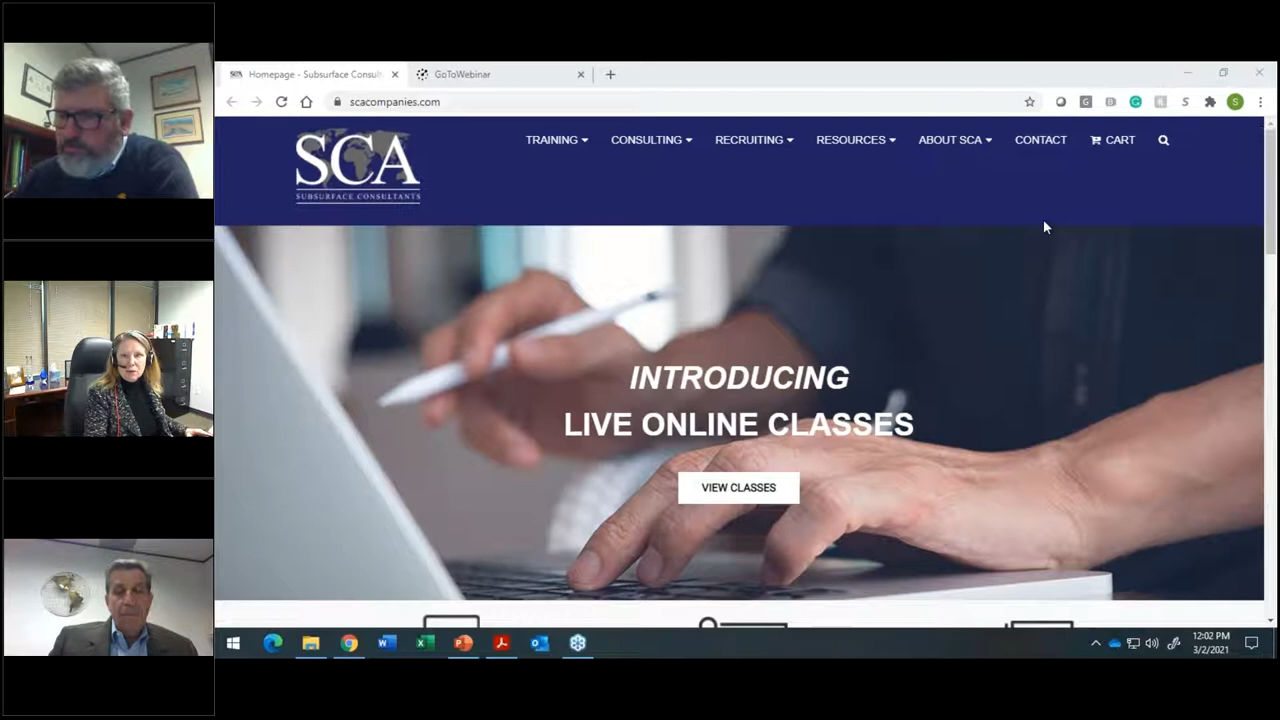 Homepage - Subsurface Consult
GoToWebinar
scacompanies.com
S
SCA
SUBSURFACE CONSULTANTS
TRAINING
CONSULTING
RECRUITING
RESOURCES
ABOUT SCA
CONTACT
CART
INTRODUCING
LIVE ONLINE CLASSES
VIEW CLASSES
12:02 PM
3/2/2021